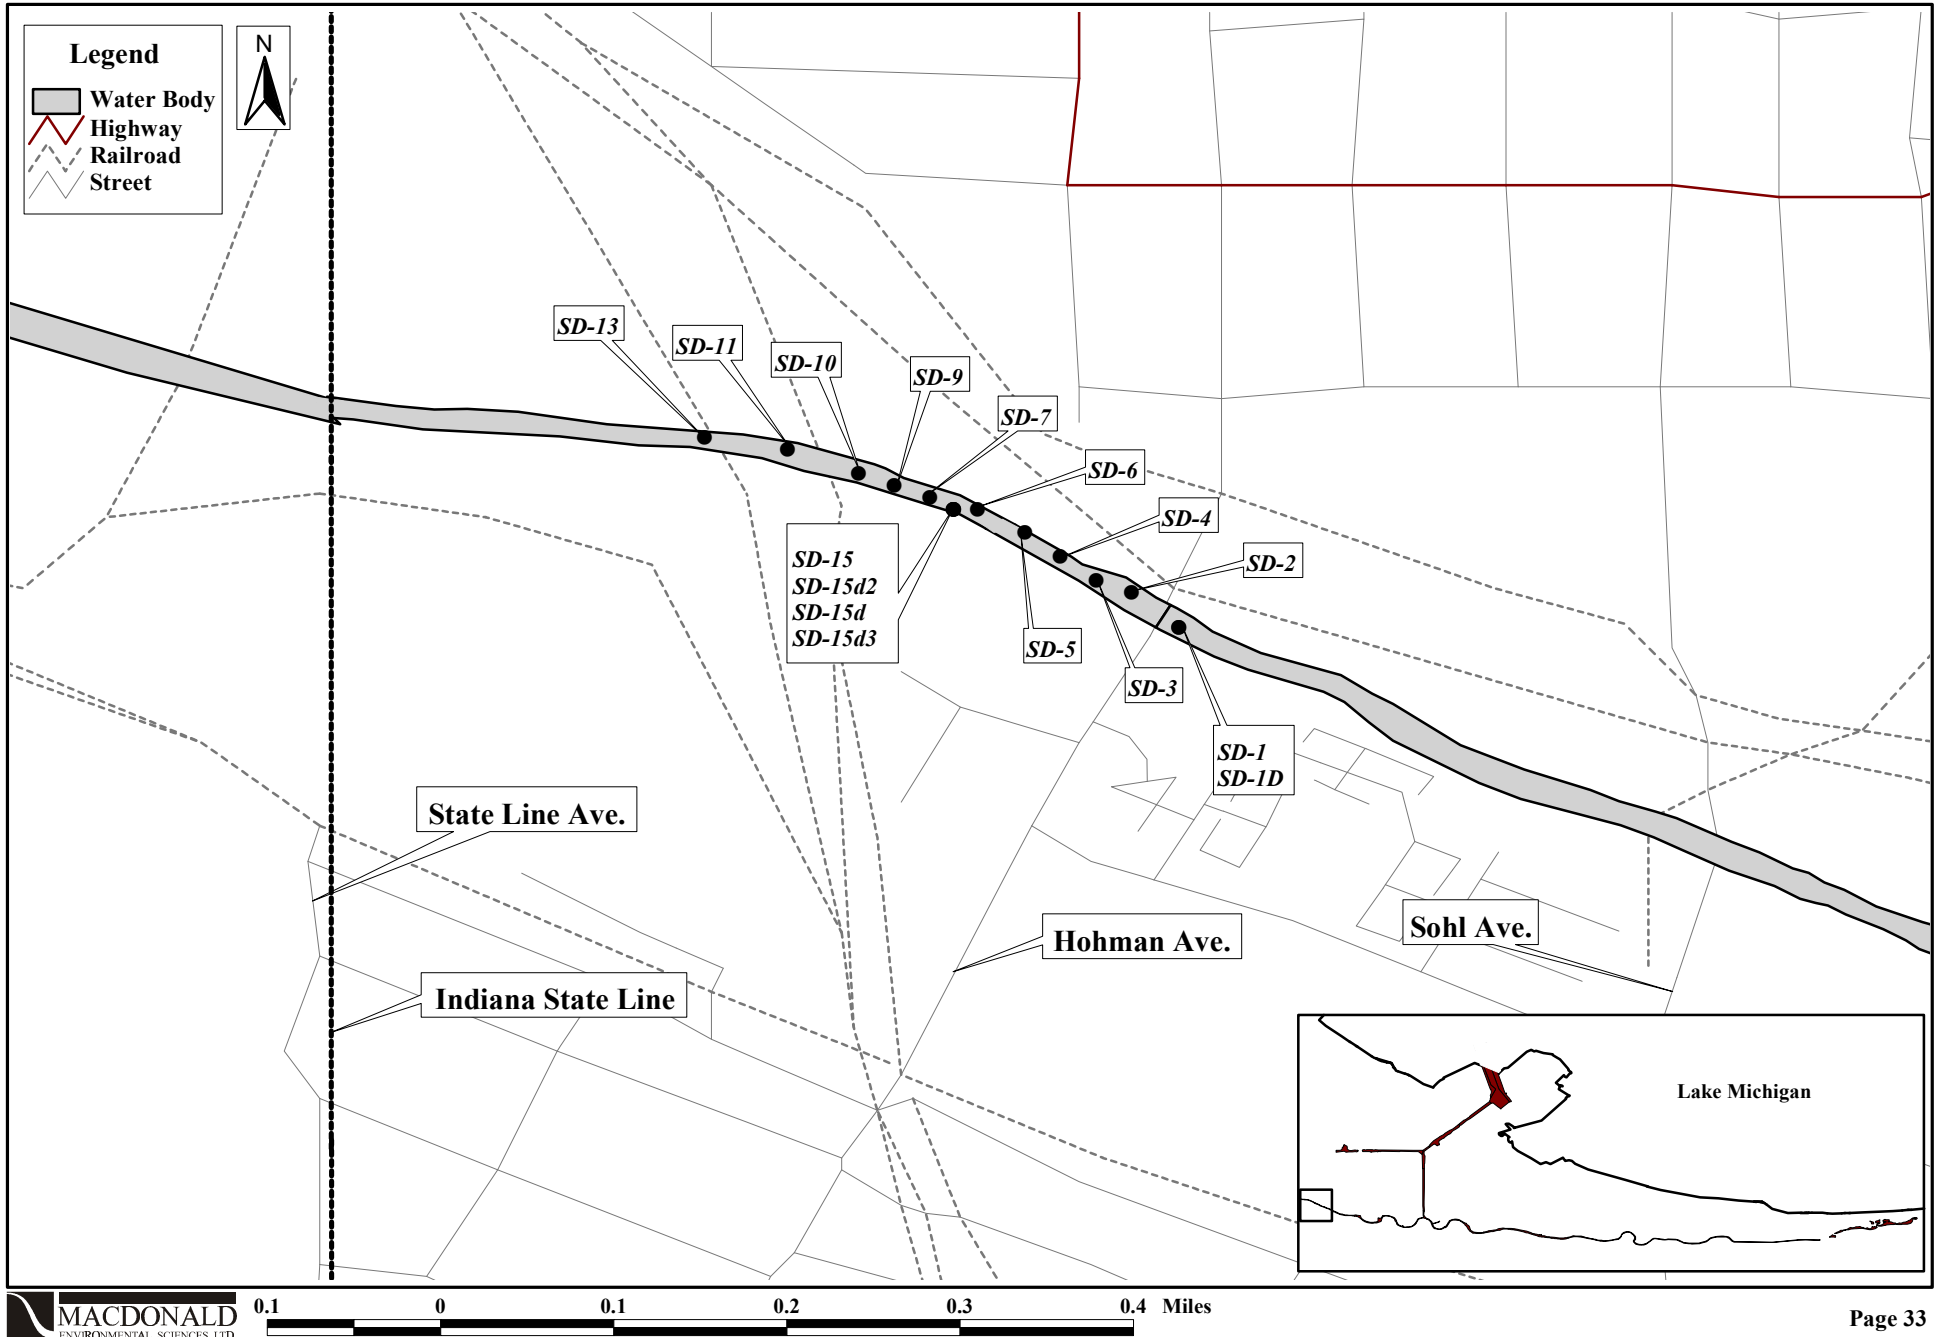 Legend
Water Body
Highway
Railroad
Street
N
SD-13
SD-11
SD-10
SD-9
SD-7
SD-6
SD-4
SD-2
SD-15
SD-15d2
SD-15d
SD-15d3
SD-5
SD-3
SD-1
SD-1D
State Line Ave.
Hohman Ave.
Sohl Ave.
Indiana State Line
Lake Michigan
MACDONALD
ENVIRONMENTAL SCIENCES LTD.
0.1 0 0.1 0.2 0.3 0.4 Miles
Page 33